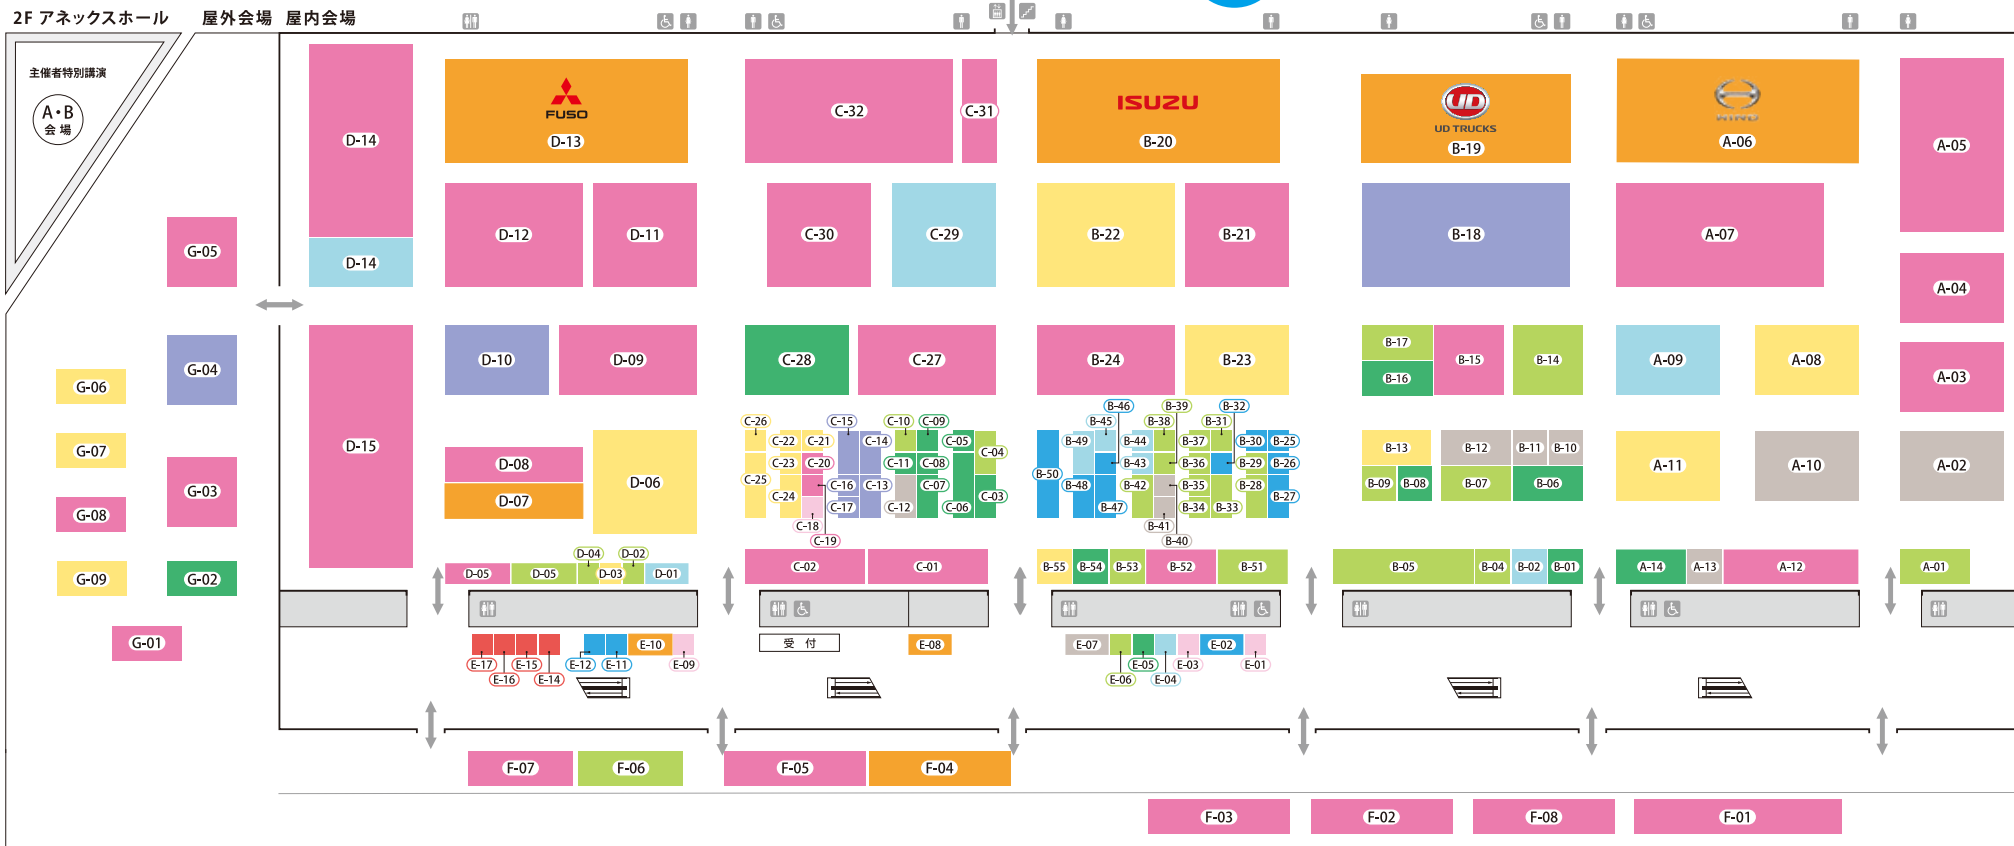 2F アネックスホール
屋外会場 屋内会場
主催者特別講演
A・B
会場
FUSO
D-13
D-14
D-14
C-32
C-31
ISUZU
B-20
UD
UD TRUCKS
B-19
HINO
A-06
A-05
G-05
D-12
D-11
C-30
C-29
B-22
B-21
B-18
A-07
A-04
G-04
G-06
D-15
D-10
D-09
C-28
C-27
B-24
B-23
B-17
B-16
B-15
B-14
A-09
A-08
A-03
G-07
G-03
G-08
D-08
D-07
D-06
C-26
C-22
C-21
C-15
C-14
C-10
C-09
C-05
C-04
C-23
C-20
C-11
C-08
C-25
C-24
C-16
C-13
C-07
C-03
C-17
C-12
C-06
C-18
C-19
B-46
B-39
B-32
B-45
B-38
B-31
B-49
B-44
B-37
B-30
B-25
B-50
B-43
B-36
B-29
B-26
B-48
B-42
B-35
B-28
B-27
B-47
B-34
B-33
B-41
B-40
B-13
B-12
B-11
B-10
B-09
B-08
B-07
B-06
A-11
A-10
A-02
G-09
G-02
G-01
D-04
D-02
D-05
D-05
D-03
D-01
C-02
C-01
B-55
B-54
B-53
B-52
B-51
B-05
B-04
B-02
B-01
A-14
A-13
A-12
A-01
E-17
E-16
E-15
E-14
E-12
E-11
E-10
E-09
受付
E-08
E-07
E-06
E-05
E-04
E-03
E-02
E-01
F-07
F-06
F-05
F-04
F-03
F-02
F-08
F-01